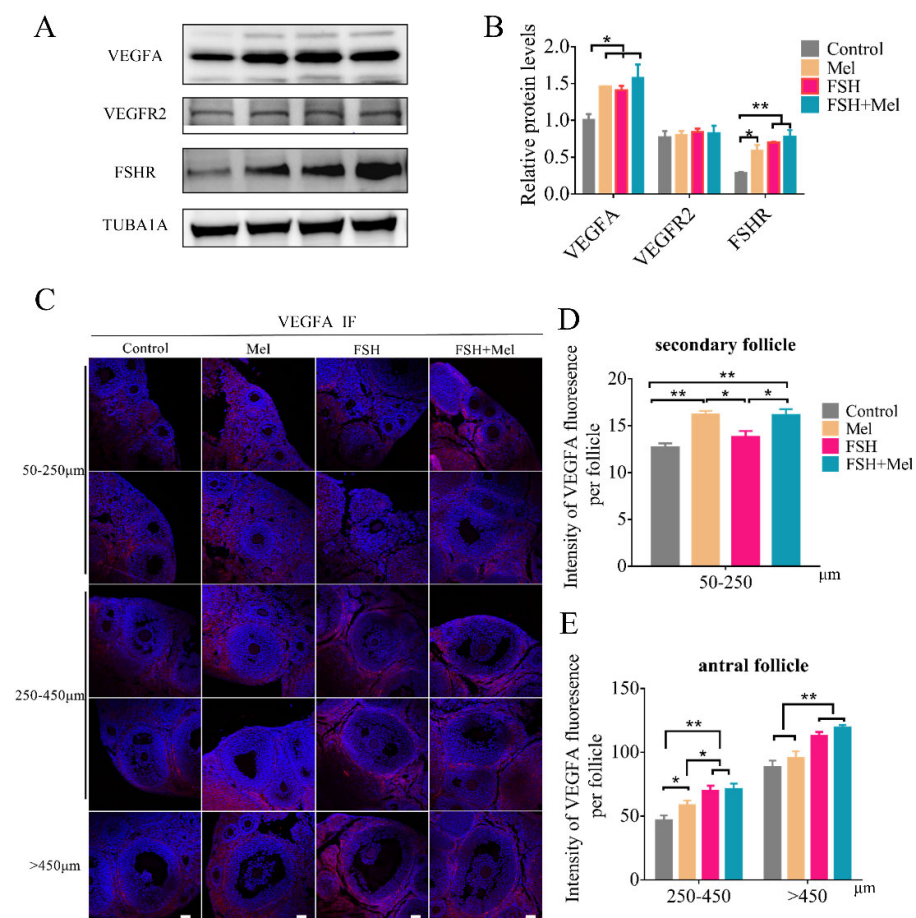 A
VEGFA
VEGFR2
FSHR
TUBA1A
B
Relative protein levels
2.0
1.5
1.0
0.5
0.0
*
**
*
VEGFA
VEGFR2
FSHR
Control
Mel
FSH
FSH+Mel
C
VEGFA IF
Control Mel FSH FSH+Mel
50-250μm
250-450μm
>450μm
D
secondary follicle
Intensity of VEGFA fluoresence
per follicle
20
15
10
5
0
**
** * *
50-250
μm
Control
Mel
FSH
FSH+Mel
E
antral follicle
Intensity of VEGFA fluoresence
per follicle
150
100
50
0
**
*
*
**
250-450
>450
μm